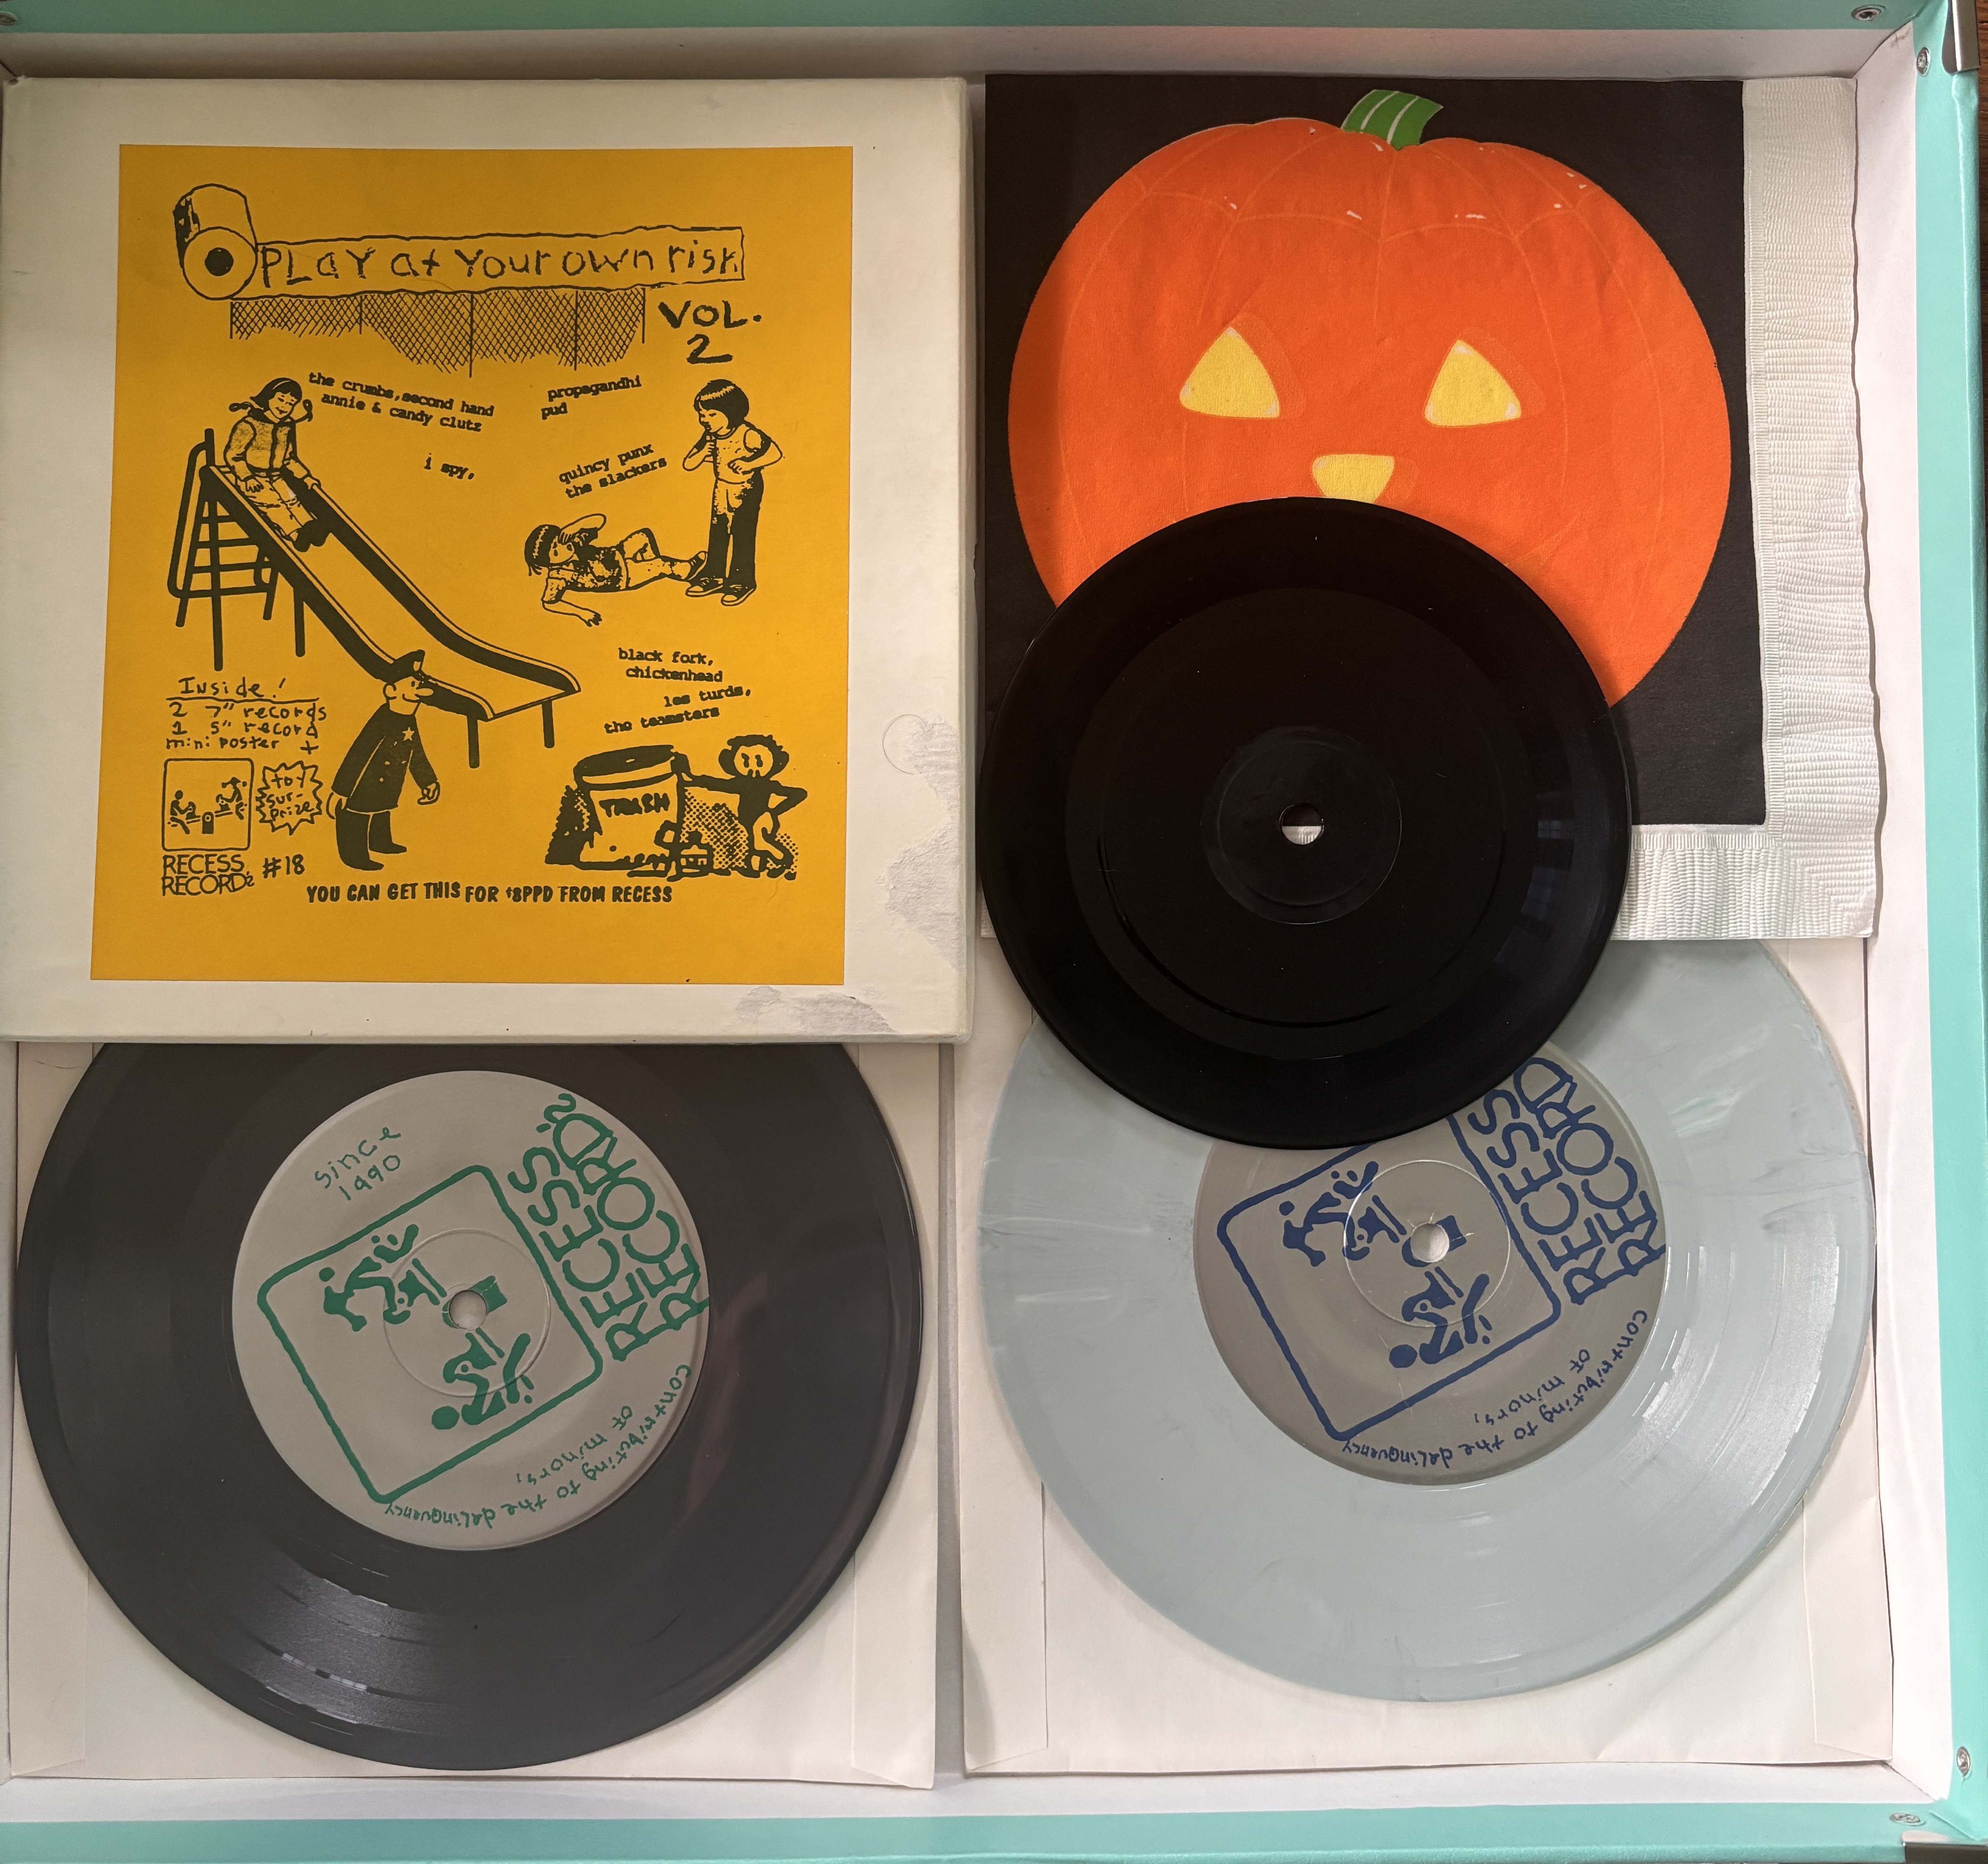 PLay at Your own risk
VOL.
2
the crumbs, second hand
annie & candy clutz
i spy,
propagandhi
pud
quincy punx
the slackers
black fork,
chickenhead
les turds,
the teamsters
Inside!
2 7" records
1 5" record
mini poster +
toy
sur-
prize
TRASH
RECESS
RECORDS
#18
YOU CAN GET THIS FOR $8PPD FROM RECESS
since
1990
RECESS
RECORDS
contributing to the delinquency
of minors,
RECESS
RECORD
contributing to the delinquency
of minors,